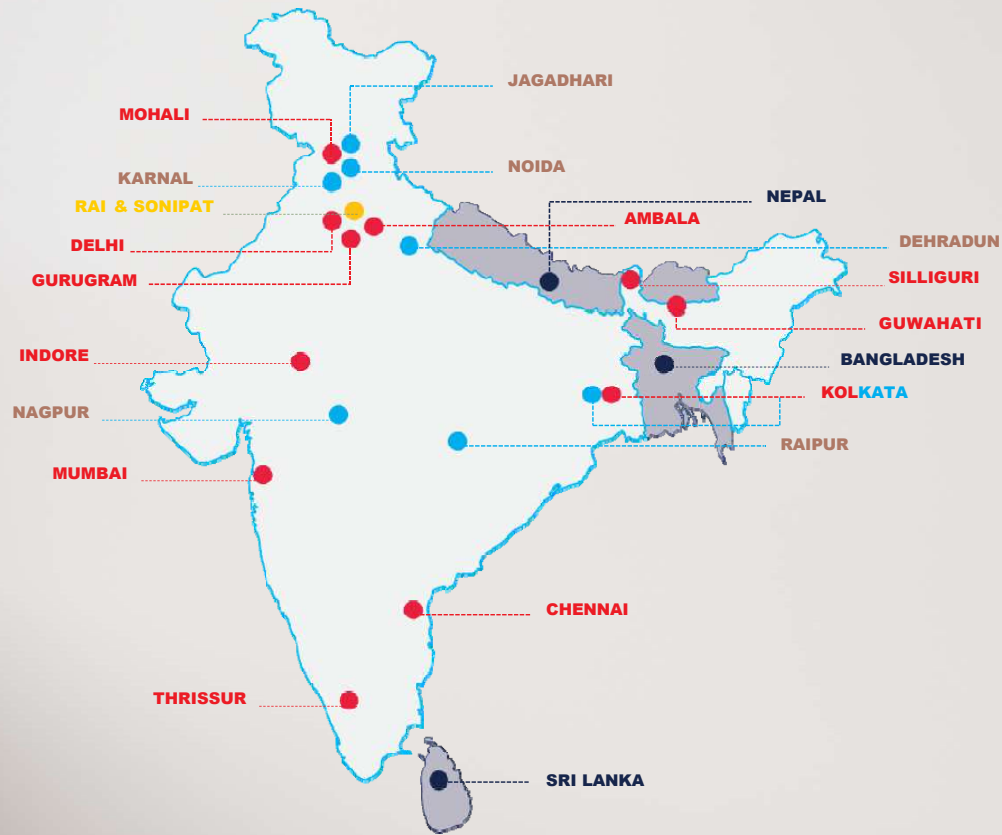 JAGADHARI
MOHALI
NOIDA
KARNAL
NEPAL
RAI & SONIPAT
AMBALA
DELHI
DEHRADUN
GURUGRAM
SILLIGURI
GUWAHATI
INDORE
BANGLADESH
KOLKATA
NAGPUR
RAIPUR
MUMBAI
CHENNAI
THRISSUR
SRI LANKA